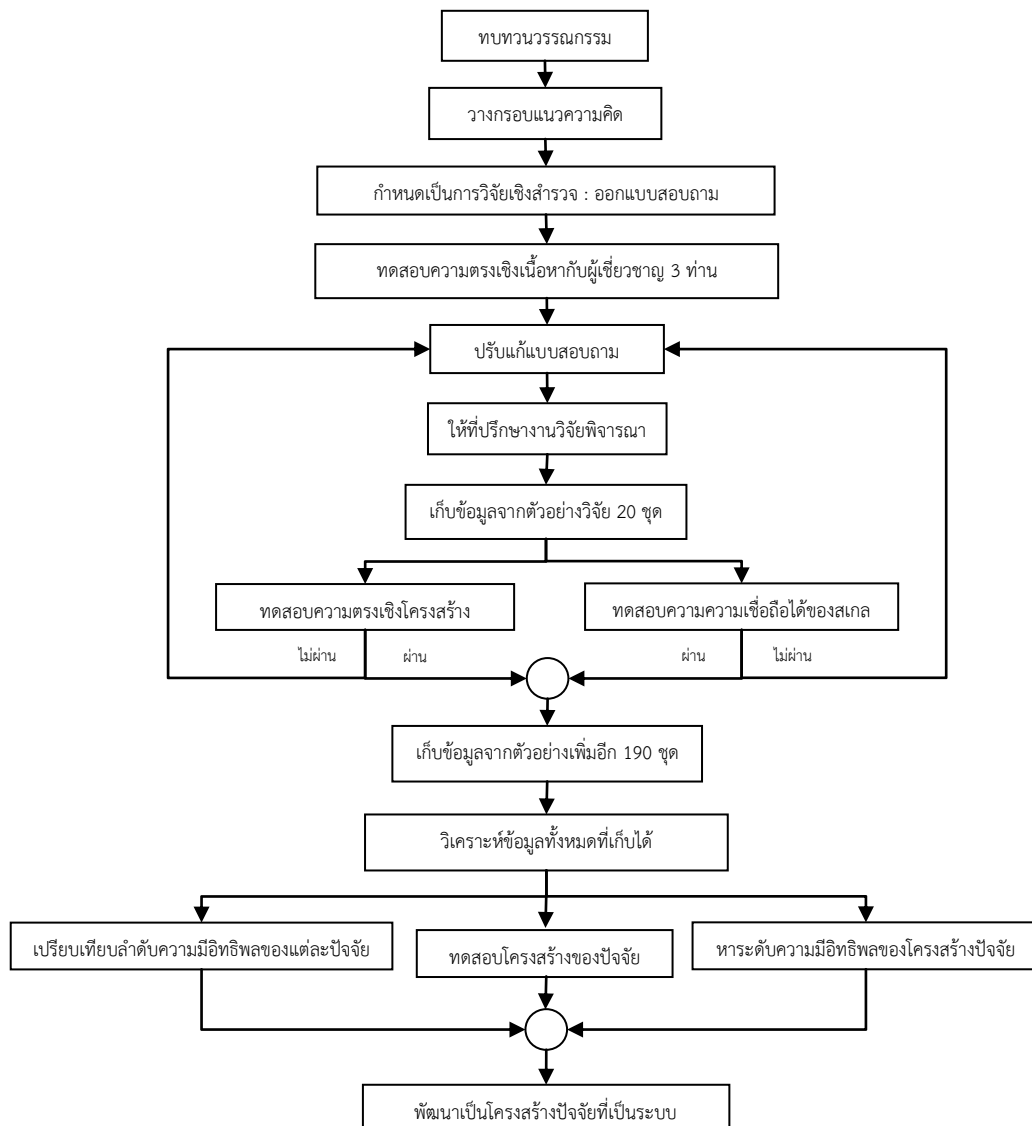 ทบทวนวรรณกรรม
วางกรอบแนวความคิด
กำหนดเป็นการวิจัยเชิงสำรวจ : ออกแบบสอบถาม
ทดสอบความตรงเชิงเนื้อหากับผู้เชี่ยวชาญ 3 ท่าน
ปรับแก้แบบสอบถาม
ให้ที่ปรึกษางานวิจัยพิจารณา
เก็บข้อมูลจากตัวอย่างวิจัย 20 ชุด
ทดสอบความตรงเชิงโครงสร้าง
ทดสอบความความเชื่อถือได้ของสเกล
ไม่ผ่าน
ผ่าน
ผ่าน
ไม่ผ่าน
เก็บข้อมูลจากตัวอย่างเพิ่มอีก 190 ชุด
วิเคราะห์ข้อมูลทั้งหมดที่เก็บได้
เปรียบเทียบลำดับความมีอิทธิพลของแต่ละปัจจัย
ทดสอบโครงสร้างของปัจจัย
หาระดับความมีอิทธิพลของโครงสร้างปัจจัย
พัฒนาเป็นโครงสร้างปัจจัยที่เป็นระบบ